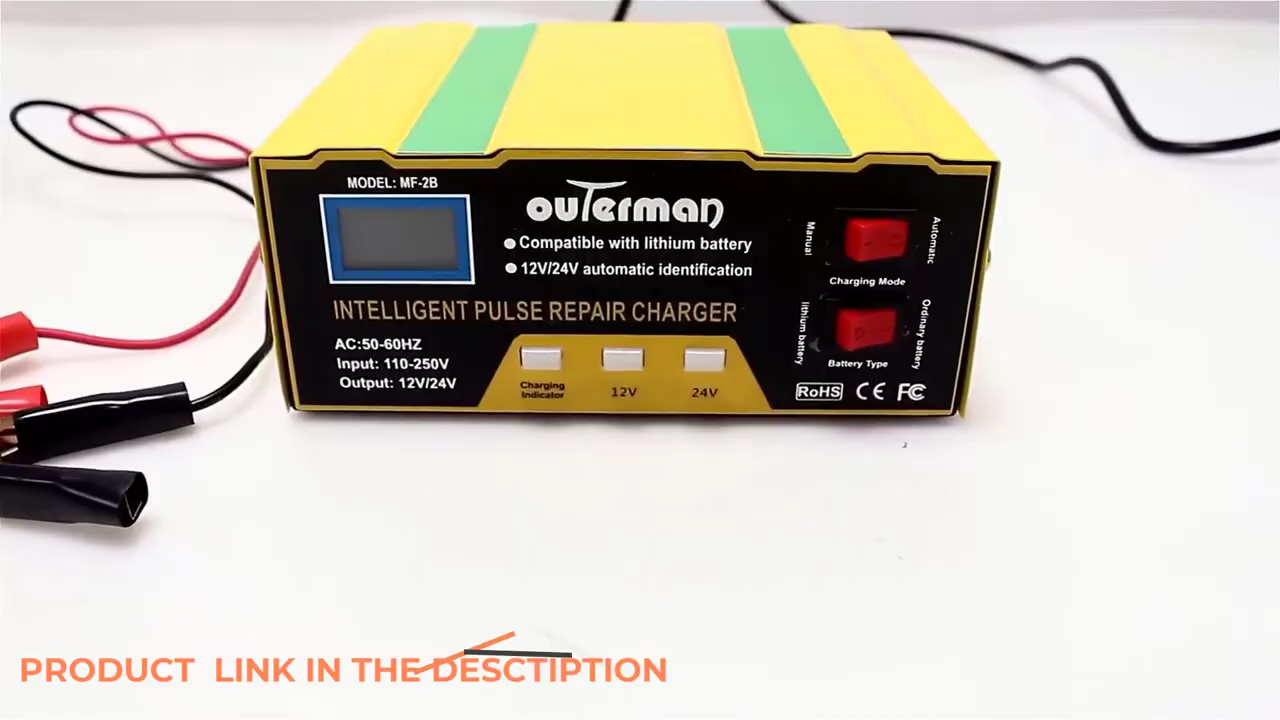 MODEL: MF-2B
ouTerman
Compatible with lithium battery
12V/24V automatic identification
INTELLIGENT PULSE REPAIR CHARGER
AC:50-60HZ
Input: 110-250V
Output: 12V/24V
Charging
Indicator
12V
24V
Manual
Automatic
Charging Mode
lithium battery
Ordinary battery
Battery Type
RoHS CE FC
PRODUCT LINK IN THE DESCTIPTION